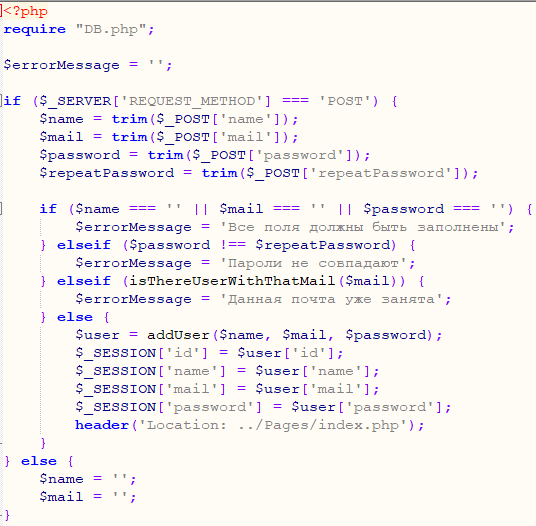 <?php
require "DB.php";

$errorMessage = '';

if ($_SERVER['REQUEST_METHOD'] === 'POST') {
    $name = trim($_POST['name']);
    $mail = trim($_POST['mail']);
    $password = trim($_POST['password']);
    $repeatPassword = trim($_POST['repeatPassword']);

    if ($name === '' || $mail === '' || $password === '') {
        $errorMessage = 'Все поля должны быть заполнены';
    } elseif ($password !== $repeatPassword) {
        $errorMessage = 'Пароли не совпадают';
    } elseif (isThereUserWithThatMail($mail)) {
        $errorMessage = 'Данная почта уже занята';
    } else {
        $user = addUser($name, $mail, $password);
        $_SESSION['id'] = $user['id'];
        $_SESSION['name'] = $user['name'];
        $_SESSION['mail'] = $user['mail'];
        $_SESSION['password'] = $user['password'];
        header('Location: ../Pages/index.php');
    }
} else {
    $name = '';
    $mail = '';
}